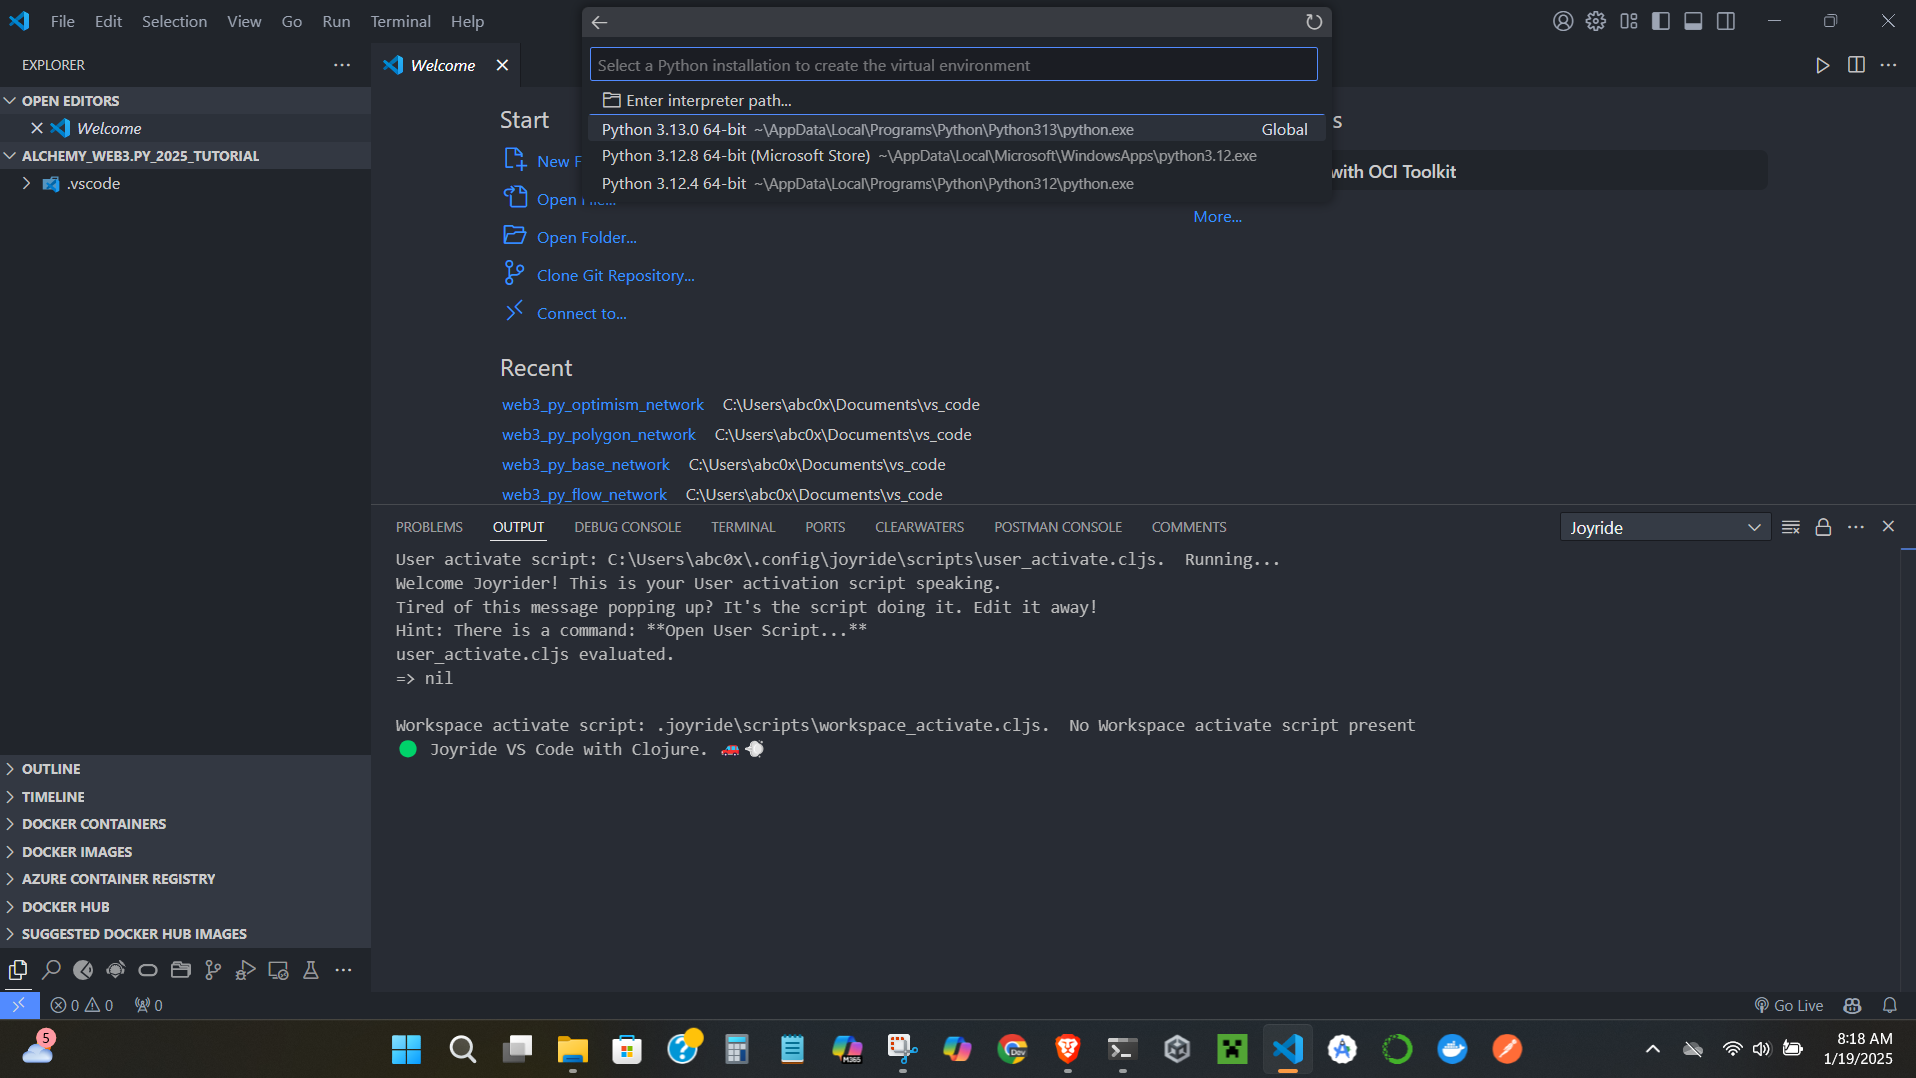 File Edit Selection View Go Run Terminal Help
Select a Python installation to create the virtual environment
Enter interpreter path...
Python 3.13.0 64-bit ~\AppData\Local\Programs\Python\Python313\python.exe Global
Python 3.12.8 64-bit (Microsoft Store) ~\AppData\Local\Microsoft\WindowsApps\python3.12.exe
Python 3.12.4 64-bit ~\AppData\Local\Programs\Python\Python312\python.exe
EXPLORER
OPEN EDITORS
Welcome
ALCHEMY_WEB3.PY_2025_TUTORIAL
.vscode
OUTLINE
TIMELINE
DOCKER CONTAINERS
DOCKER IMAGES
AZURE CONTAINER REGISTRY
DOCKER HUB
SUGGESTED DOCKER HUB IMAGES
Welcome
Start
New F
Open File...
Open Folder...
Clone Git Repository...
Connect to...
s
with OCI Toolkit
More...
Recent
web3_py_optimism_network C:\Users\abc0x\Documents\vs_code
web3_py_polygon_network C:\Users\abc0x\Documents\vs_code
web3_py_base_network C:\Users\abc0x\Documents\vs_code
web3_py_flow_network C:\Users\abc0x\Documents\vs_code
PROBLEMS OUTPUT DEBUG CONSOLE TERMINAL PORTS CLEARWATERS POSTMAN CONSOLE COMMENTS
Joyride
User activate script: C:\Users\abc0x\.config\joyride\scripts\user_activate.cljs.  Running...
Welcome Joyrider! This is your User activation script speaking.
Tired of this message popping up? It's the script doing it. Edit it away!
Hint: There is a command: **Open User Script...**
user_activate.cljs evaluated.
=> nil
Workspace activate script: .joyride\scripts\workspace_activate.cljs.  No Workspace activate script present
🟢 Joyride VS Code with Clojure. 🚗💨
0 0 0
Go Live
5
M365
Dev
8:18 AM
1/19/2025